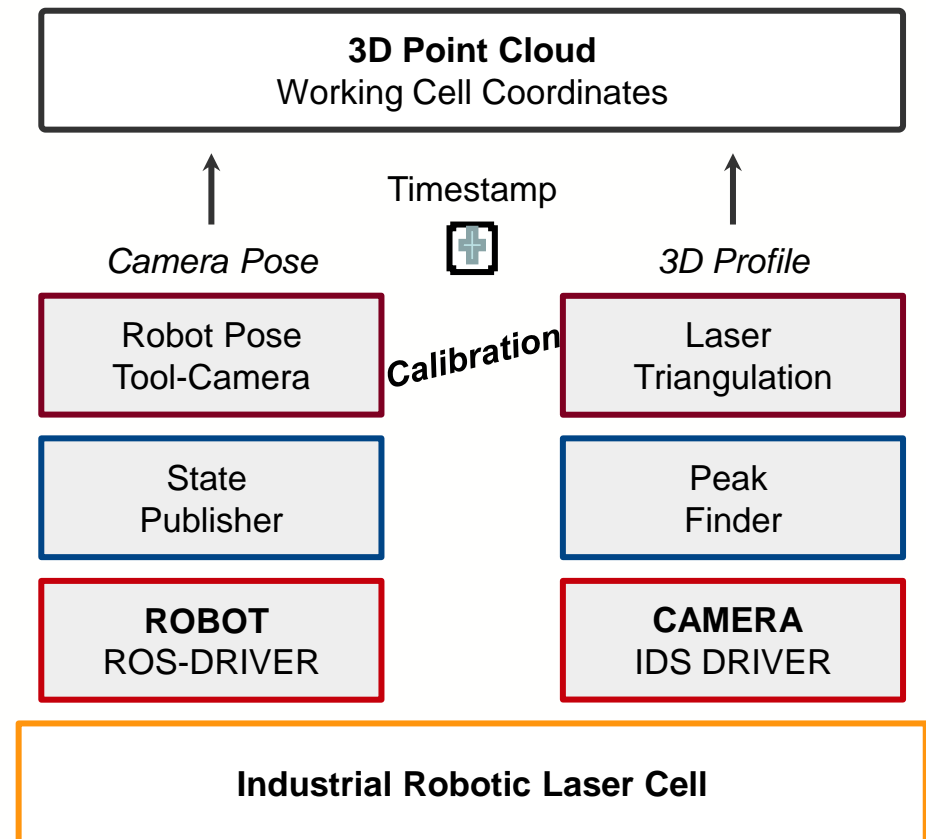 3D Point Cloud
Working Cell Coordinates
Timestamp
Camera Pose
3D Profile
Robot Pose
Tool-Camera
Calibration
Laser
Triangulation
State
Publisher
Peak
Finder
ROBOT
ROS-DRIVER
CAMERA
IDS DRIVER
Industrial Robotic Laser Cell